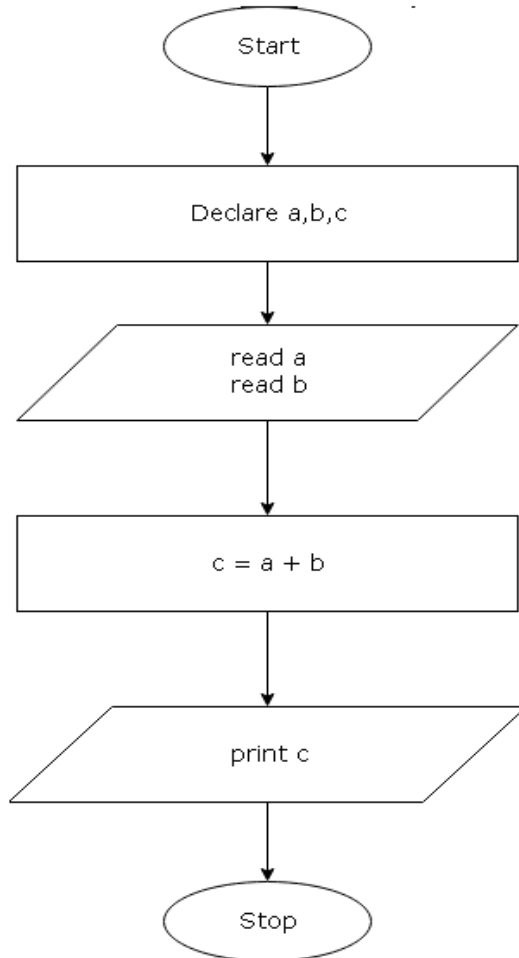 Start
Declare a,b,c
read a
read b
c = a + b
print c
Stop